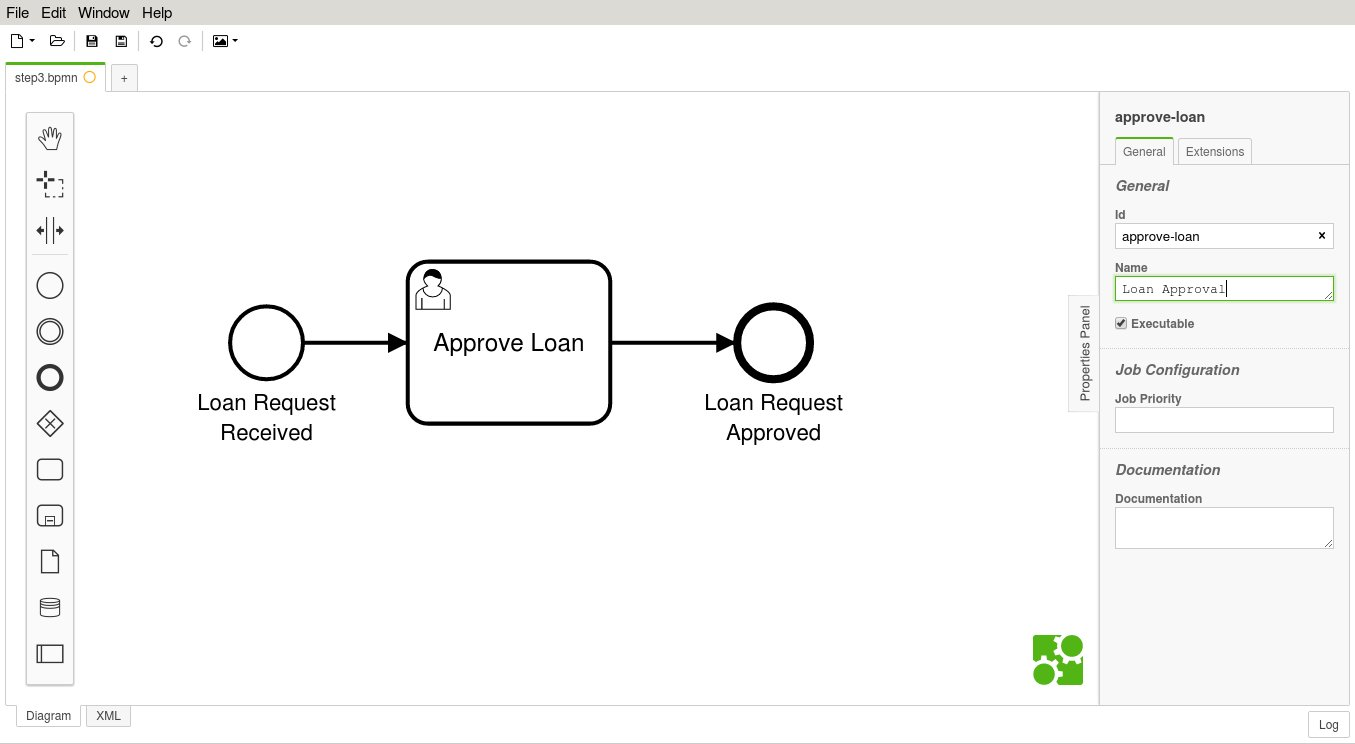 File Edit Window Help
step3.bpmn
+
approve-loan
General Extensions
General
Id
approve-loan
Name
Loan Approval
Executable
Job Configuration
Job Priority
Documentation
Documentation
Properties Panel
Approve Loan
Loan Request
Received
Loan Request
Approved
Diagram XML
Log